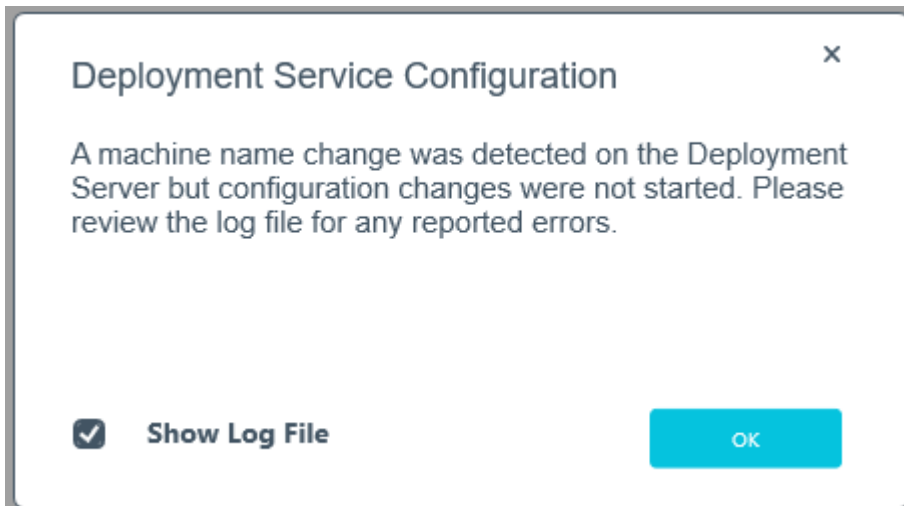 Deployment Service Configuration
A machine name change was detected on the Deployment
Server but configuration changes were not started. Please
review the log file for any reported errors.
Show Log File
OK